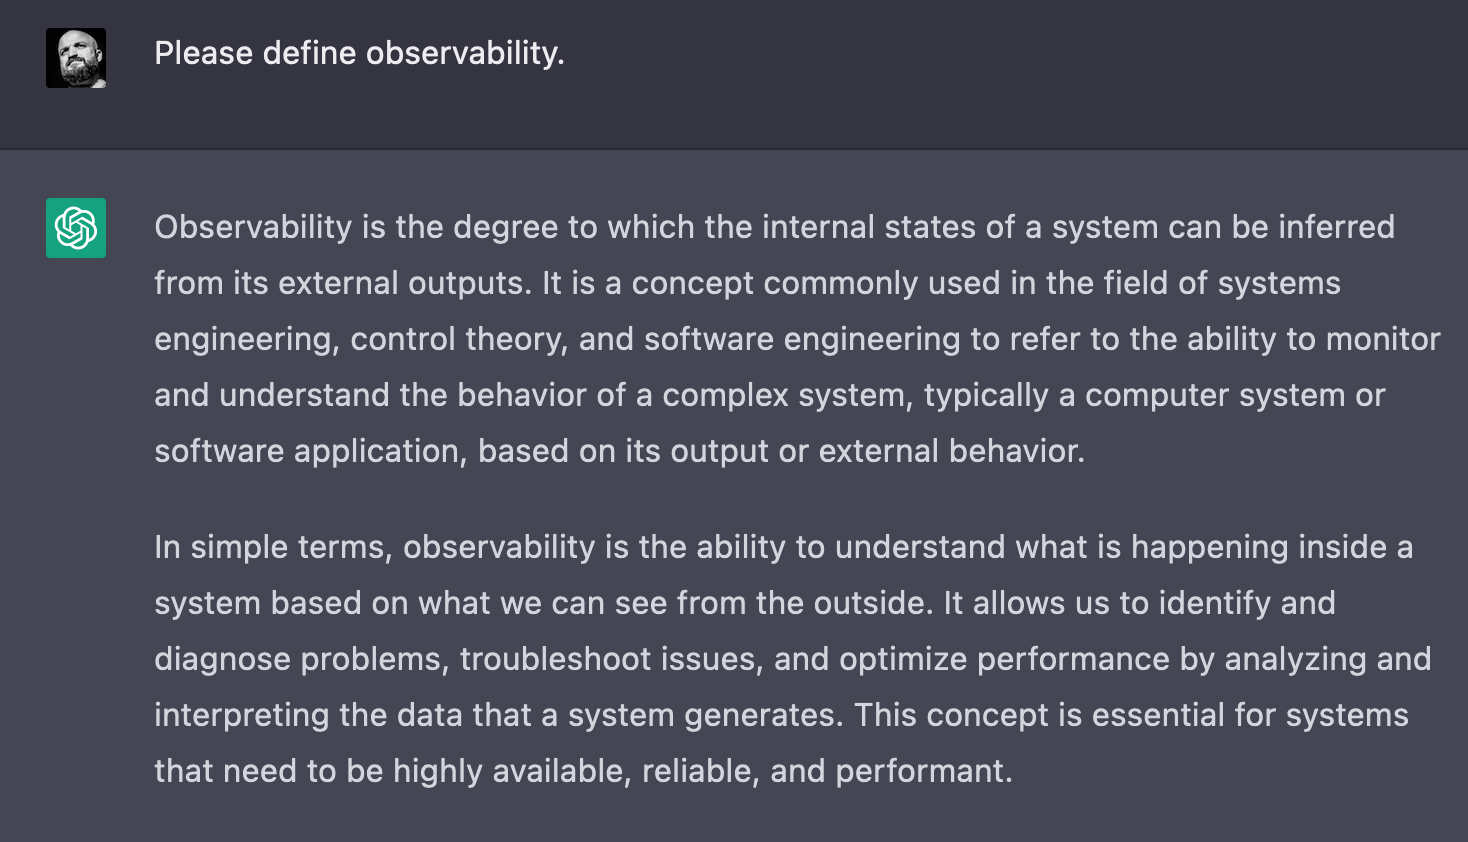 Please define observability.
Observability is the degree to which the internal states of a system can be inferred
from its external outputs. It is a concept commonly used in the field of systems
engineering, control theory, and software engineering to refer to the ability to monitor
and understand the behavior of a complex system, typically a computer system or
software application, based on its output or external behavior.
In simple terms, observability is the ability to understand what is happening inside a
system based on what we can see from the outside. It allows us to identify and
diagnose problems, troubleshoot issues, and optimize performance by analyzing and
interpreting the data that a system generates. This concept is essential for systems
that need to be highly available, reliable, and performant.